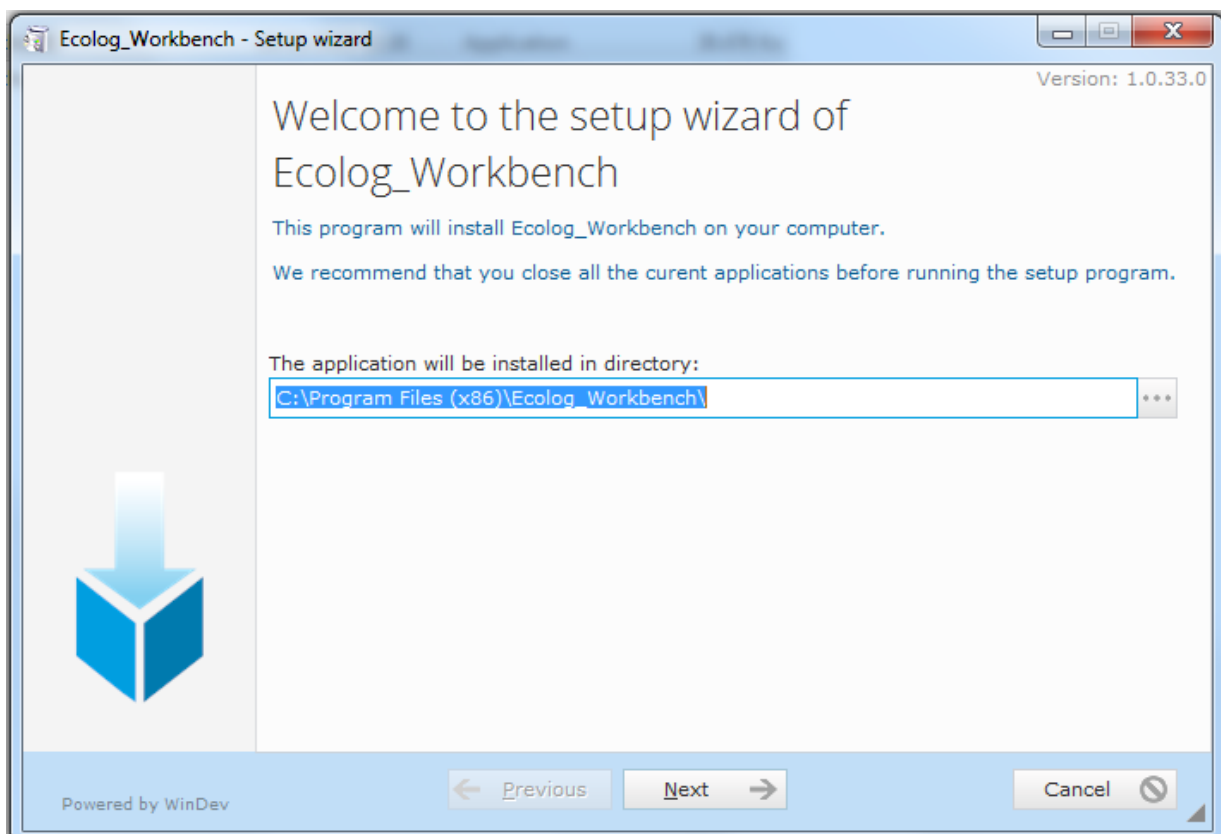 Ecolog_Workbench - Setup wizard
Version: 1.0.33.0
Welcome to the setup wizard of
Ecolog_Workbench
This program will install Ecolog_Workbench on your computer.
We recommend that you close all the curent applications before running the setup program.
The application will be installed in directory:
C:\Program Files (x86)\Ecolog_Workbench\
Previous
Next
Cancel
Powered by WinDev